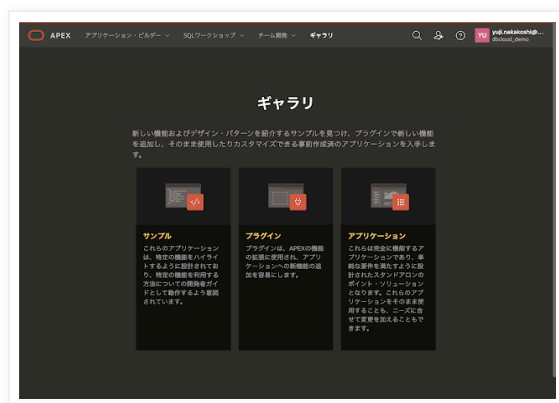 APEX アプリケーション・ビルダー SQLワークショップ チーム開発 ギャラリ yuji.nakakoshi@...
YU dbcloud_demo
ギャラリ
新しい機能およびデザイン・パターンを紹介するサンプルを見つけ、プラグインで新しい機能
を追加し、そのまま使用したりカスタマイズできる事前作成済のアプリケーションを入手しま
す。
サンプル
これらのアプリケーション
は、特定の機能をハイライ
トするように設計されてお
り、特定の機能を利用する
方法についての開発者ガイ
ドとして動作するよう意図
されています。
プラグイン
プラグインは、APEXの機能
の拡張に使用され、アプリ
ケーションへの新機能の追
加を容易にします。
アプリケーション
これらは完全に機能するア
プリケーションであり、単
純な要件を満たすように設
計されたスタンドアロンの
ポイント・ソリューション
となります。これらのアプ
リケーションをそのまま使
用することも、ニーズに合
せて変更を加えることもで
きます。